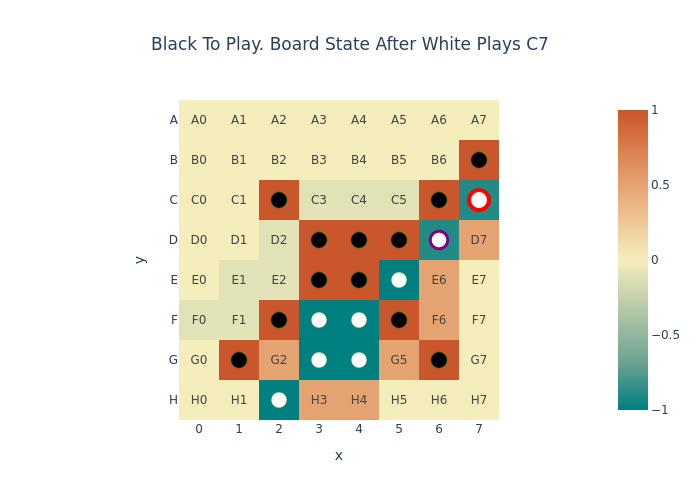 Black To Play. Board State After White Plays C7
A A0 A1 A2 A3 A4 A5 A6 A7
B B0 B1 B2 B3 B4 B5 B6
C C0 C1 C3 C4 C5
D D0 D1 D2 D7
E E0 E1 E2 E6 E7
F F0 F1 F6 F7
G G0 G2 G5 G7
H H0 H1 H3 H4 H5 H6 H7
0 1 2 3 4 5 6 7
x
y
1
0.5
0
−0.5
−1